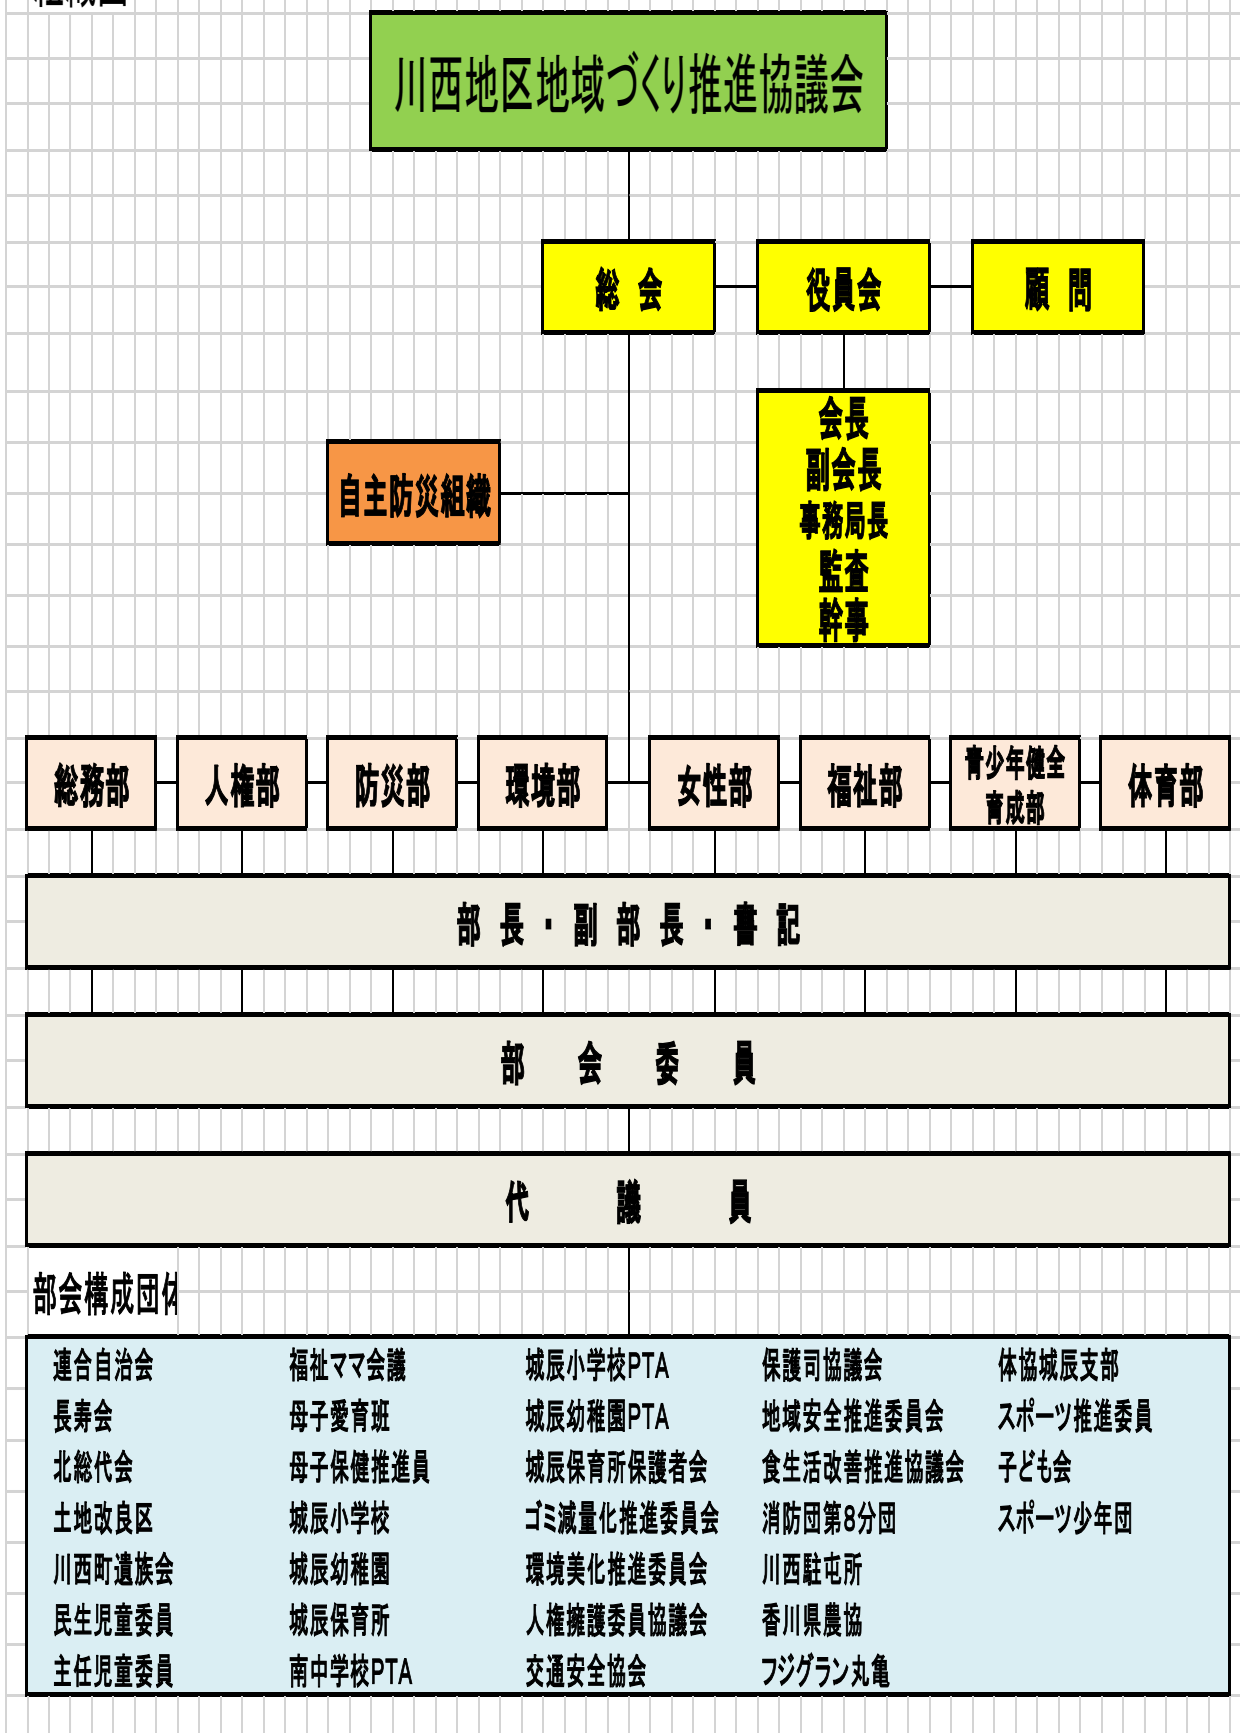 川西地区地域づくり推進協議会
総　会
役員会
顧　問
会長
副会長
事務局長
監査
幹事
自主防災組織
総務部
人権部
防災部
環境部
女性部
福祉部
青少年健全
育成部
体育部
部　長　・　副　部　長　・　書　記
部　会　委　員
代　議　員
部会構成団体
連合自治会
長寿会
北総代会
土地改良区
川西町遺族会
民生児童委員
主任児童委員
福祉ママ会議
母子愛育班
母子保健推進員
城辰小学校
城辰幼稚園
城辰保育所
南中学校PTA
城辰小学校PTA
城辰幼稚園PTA
城辰保育所保護者会
ゴミ減量化推進委員会
環境美化推進委員会
人権擁護委員協議会
交通安全協会
保護司協議会
地域安全推進委員会
食生活改善推進協議会
消防団第8分団
川西駐屯所
香川県農協
フジグラン丸亀
体協城辰支部
スポーツ推進委員
子ども会
スポーツ少年団